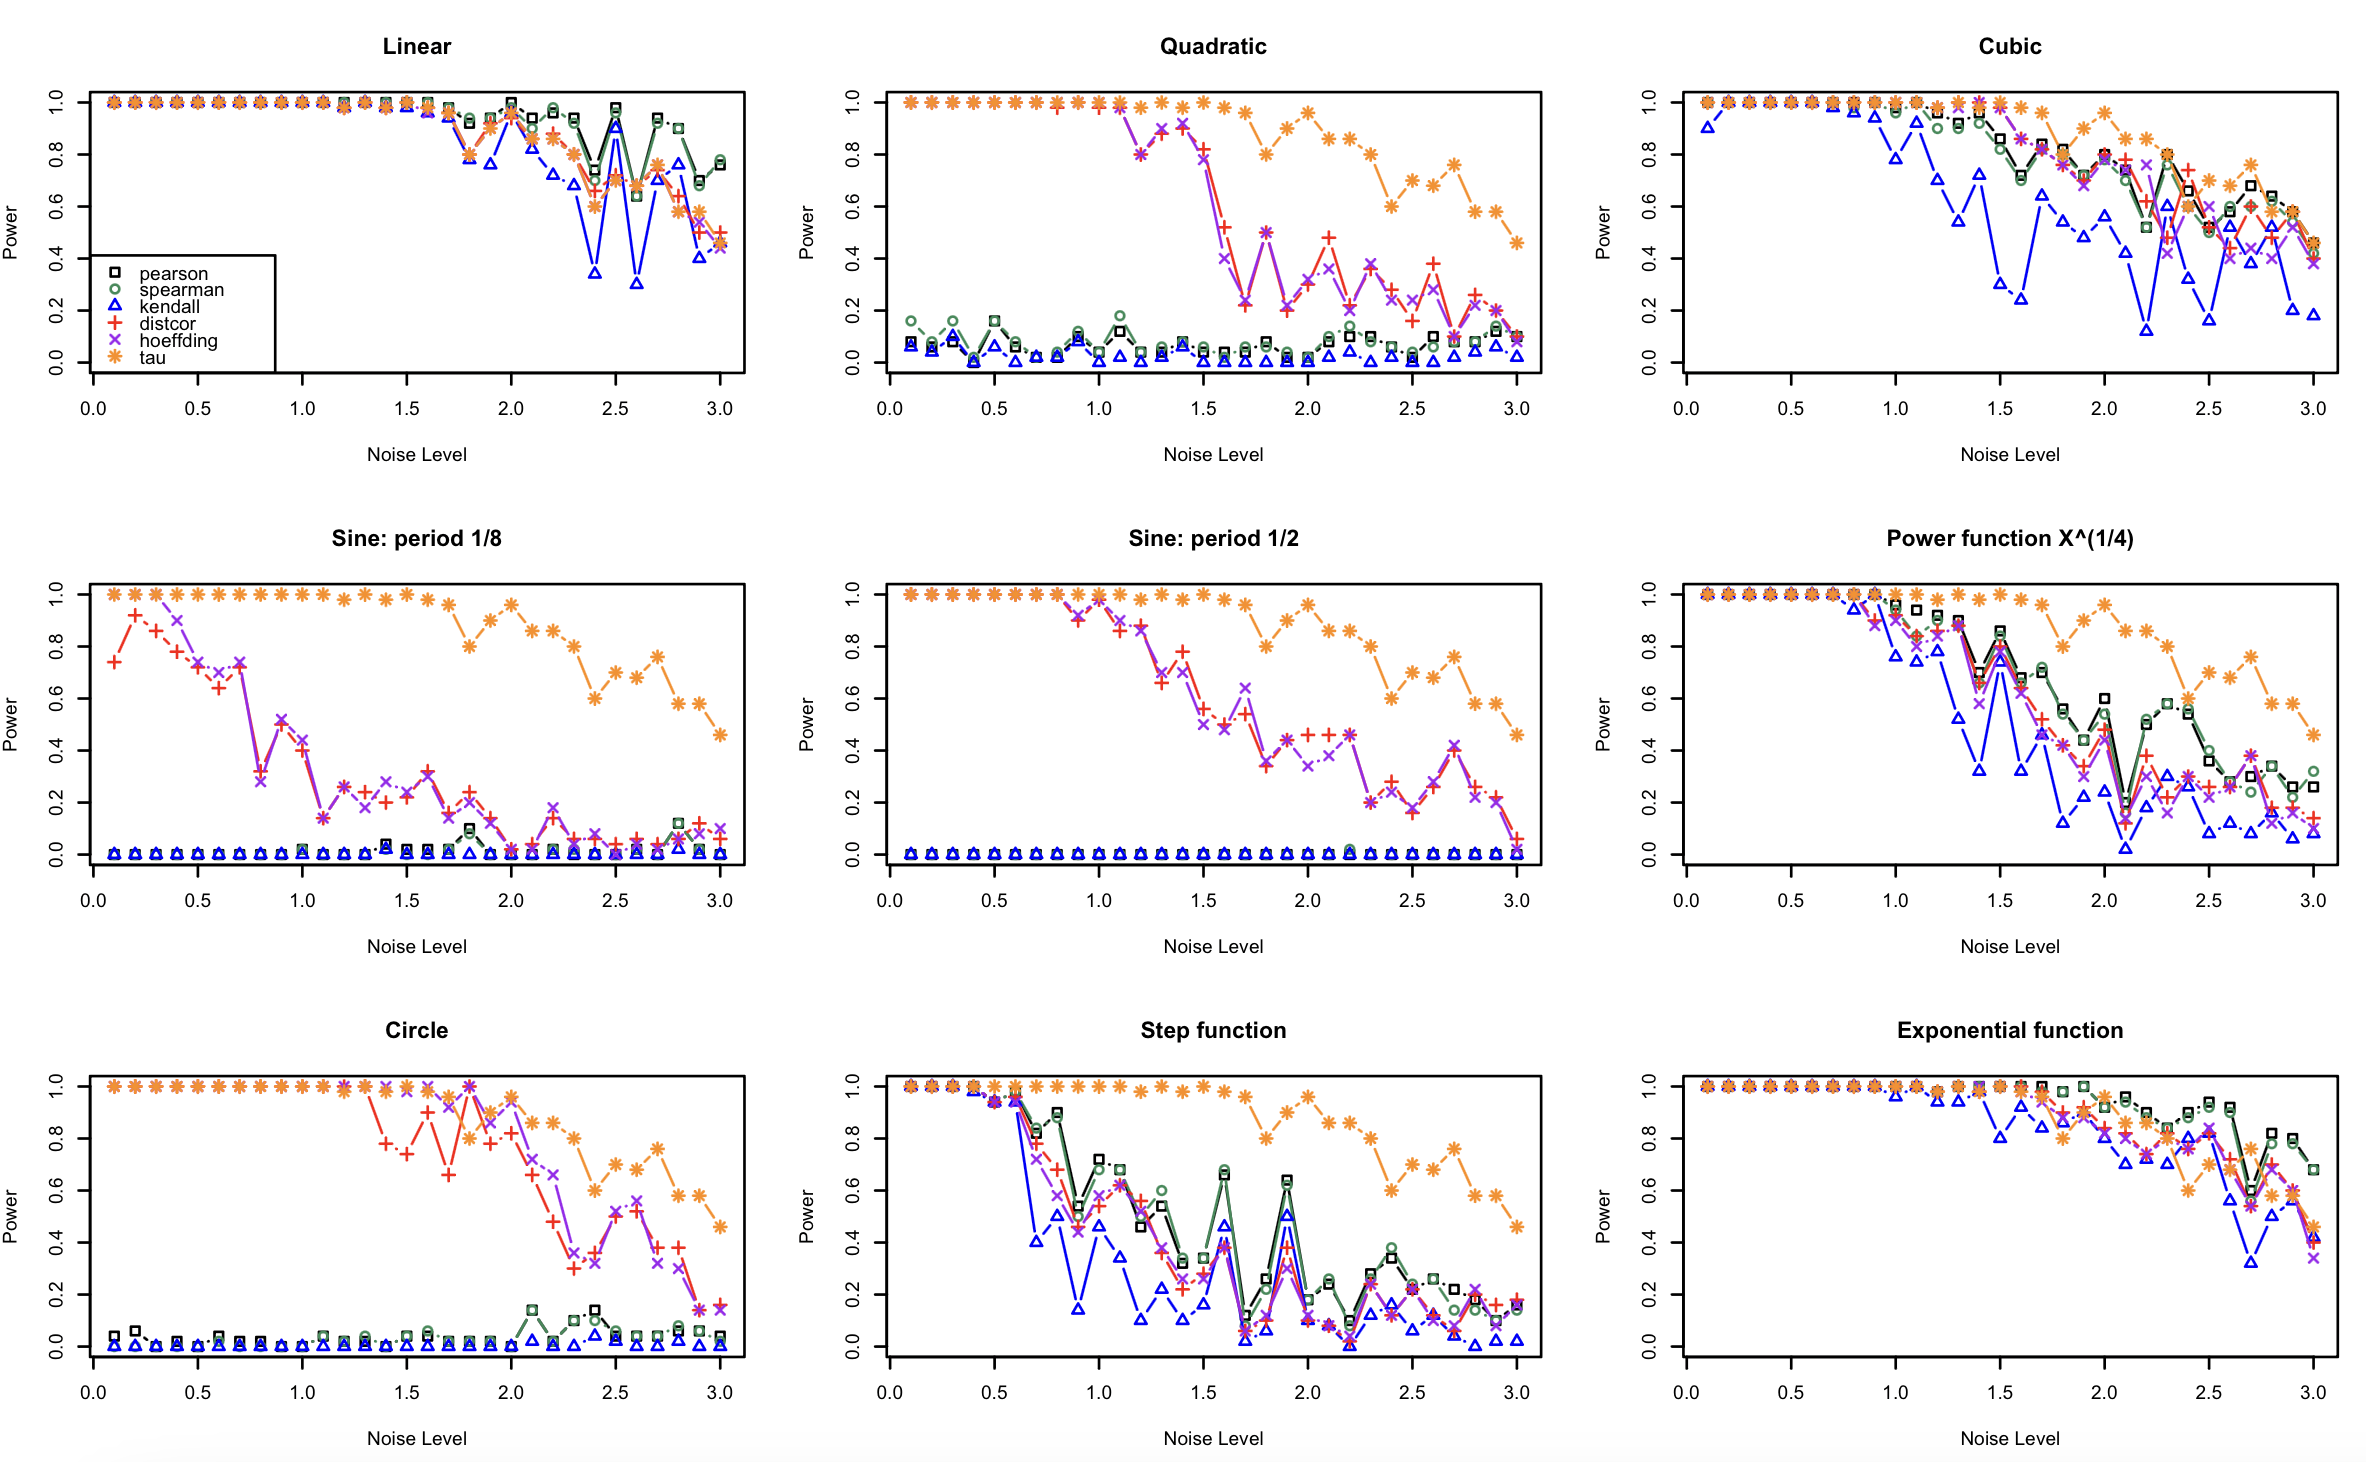 Linear
Power
1.0
0.8
0.6
0.4
0.2
0.0
pearson
spearman
kendall
distcor
hoeffding
tau
0.0 0.5 1.0 1.5 2.0 2.5 3.0
Noise Level
Quadratic
Power
1.0
0.8
0.6
0.4
0.2
0.0
0.0 0.5 1.0 1.5 2.0 2.5 3.0
Noise Level
Cubic
Power
1.0
0.8
0.6
0.4
0.2
0.0
0.0 0.5 1.0 1.5 2.0 2.5 3.0
Noise Level
Sine: period 1/8
Power
1.0
0.8
0.6
0.4
0.2
0.0
0.0 0.5 1.0 1.5 2.0 2.5 3.0
Noise Level
Sine: period 1/2
Power
1.0
0.8
0.6
0.4
0.2
0.0
0.0 0.5 1.0 1.5 2.0 2.5 3.0
Noise Level
Power function X^(1/4)
Power
1.0
0.8
0.6
0.4
0.2
0.0
0.0 0.5 1.0 1.5 2.0 2.5 3.0
Noise Level
Circle
Power
1.0
0.8
0.6
0.4
0.2
0.0
0.0 0.5 1.0 1.5 2.0 2.5 3.0
Noise Level
Step function
Power
1.0
0.8
0.6
0.4
0.2
0.0
0.0 0.5 1.0 1.5 2.0 2.5 3.0
Noise Level
Exponential function
Power
1.0
0.8
0.6
0.4
0.2
0.0
0.0 0.5 1.0 1.5 2.0 2.5 3.0
Noise Level